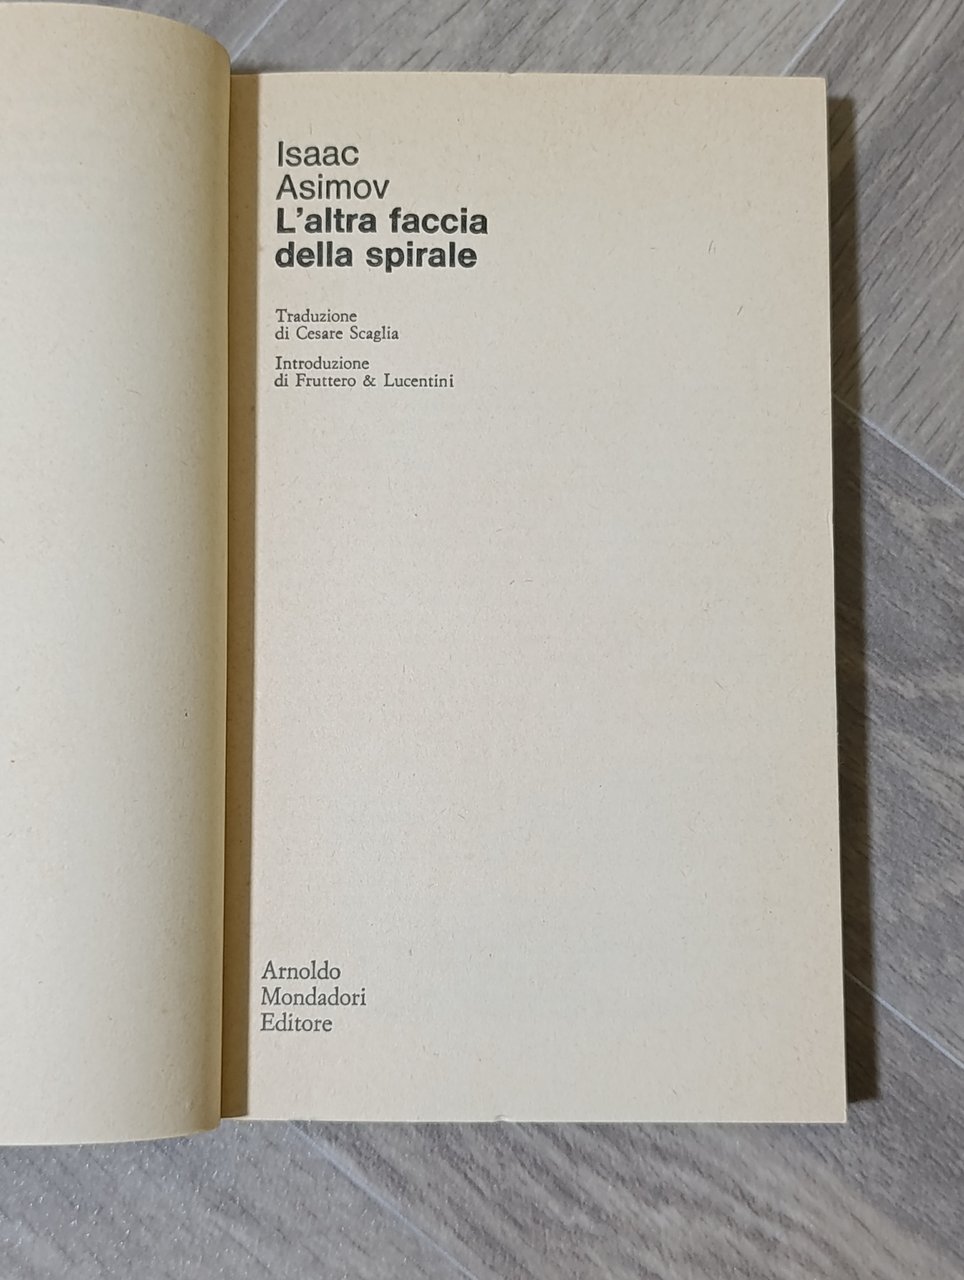 Isaac
Asimov
L'altra faccia
della spirale
Traduzione
di Cesare Scaglia
Introduzione
di Fruttero & Lucentini
Arnoldo
Mondadori
Editore